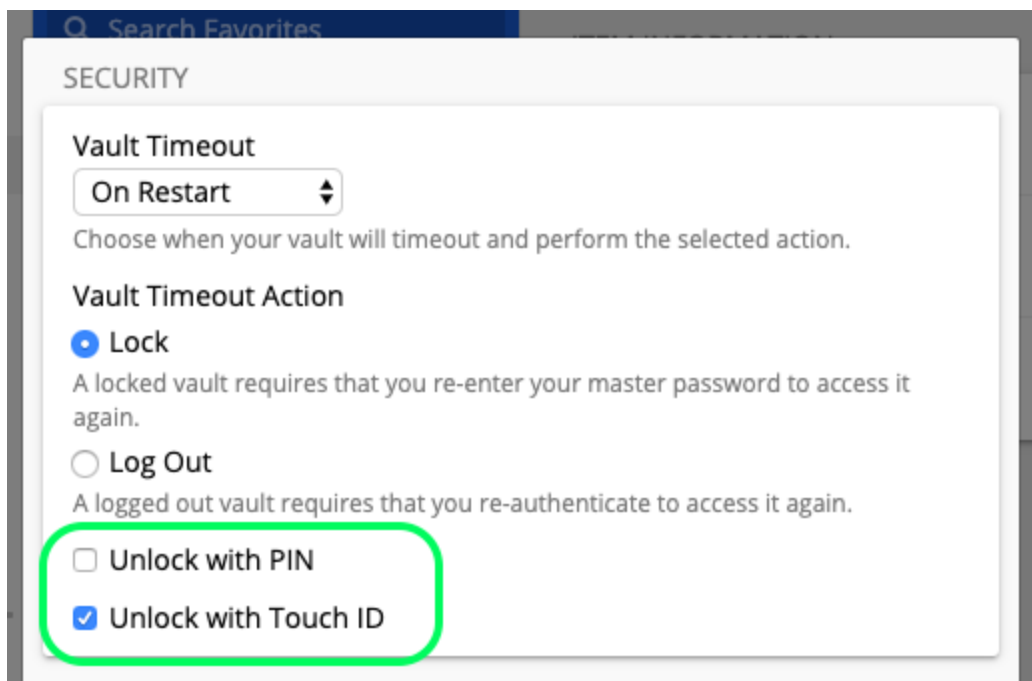 Search Favorites
SECURITY
Vault Timeout
On Restart
Choose when your vault will timeout and perform the selected action.
Vault Timeout Action
Lock
A locked vault requires that you re-enter your master password to access it
again.
Log Out
A logged out vault requires that you re-authenticate to access it again.
Unlock with PIN
Unlock with Touch ID